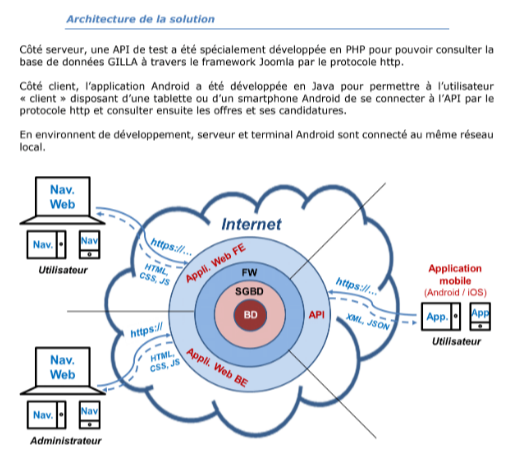 Architecture de la solution
Côté serveur, une API de test a été spécialement développée en PHP pour pouvoir consulter la
base de données GILLA à travers le framework Joomla par le protocole http.
Côté client, l'application Android a été développée en Java pour permettre à l'utilisateur
« client » disposant d'une tablette ou d'un smartphone Android de se connecter à l'API par le
protocole http et consulter ensuite les offres et ses candidatures.
En environnent de développement, serveur et terminal Android sont connecté au même réseau
local.
Nav.
Web
Nav.
Nav
Utilisateur
https://...
HTML,
CSS, JS
Internet
Appli. Web FE
FW
SGBD
BD
API
Appli. Web BE
https://...
XML, JSON
Application
mobile
(Android / iOS)
App.
App
Utilisateur
https://
HTML,
CSS, JS
Nav.
Web
Nav.
Nav
Administrateur